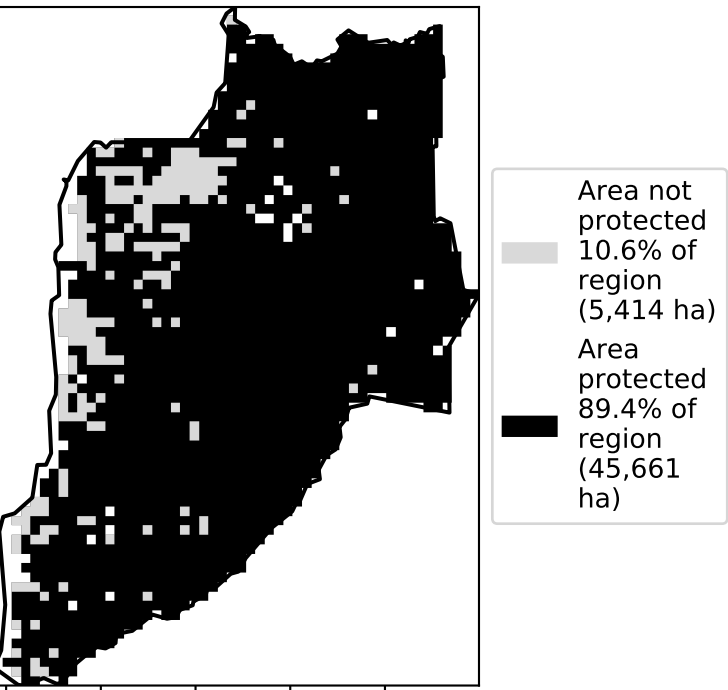 Area not
protected
10.6% of
region
(5,414 ha)
Area
protected
89.4% of
region
(45,661
ha)